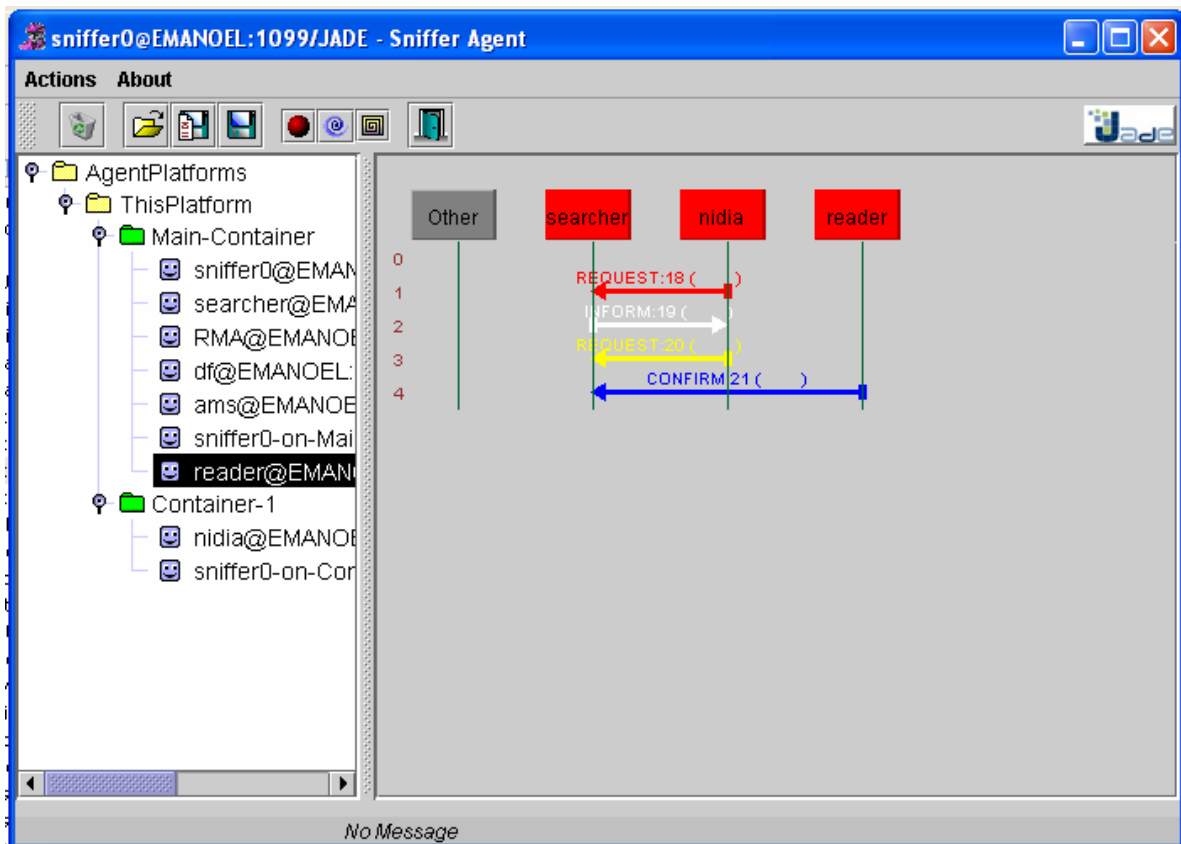 sniffer0@EMANOEL:1099/JADE - Sniffer Agent
Actions About
Jade
AgentPlatforms
ThisPlatform
Main-Container
sniffer0@EMAN
searcher@EMA
RMA@EMANOE
df@EMANOEL:
ams@EMANOE
sniffer0-on-Mai
reader@EMANO
Container-1
nidia@EMANOE
sniffer0-on-Cor
Other searcher nidia reader
0
REQUEST:18 ( )
1
INFORM:19 ( )
2
REQUEST:20 ( )
3
CONFIRM:21 ( )
4
No Message